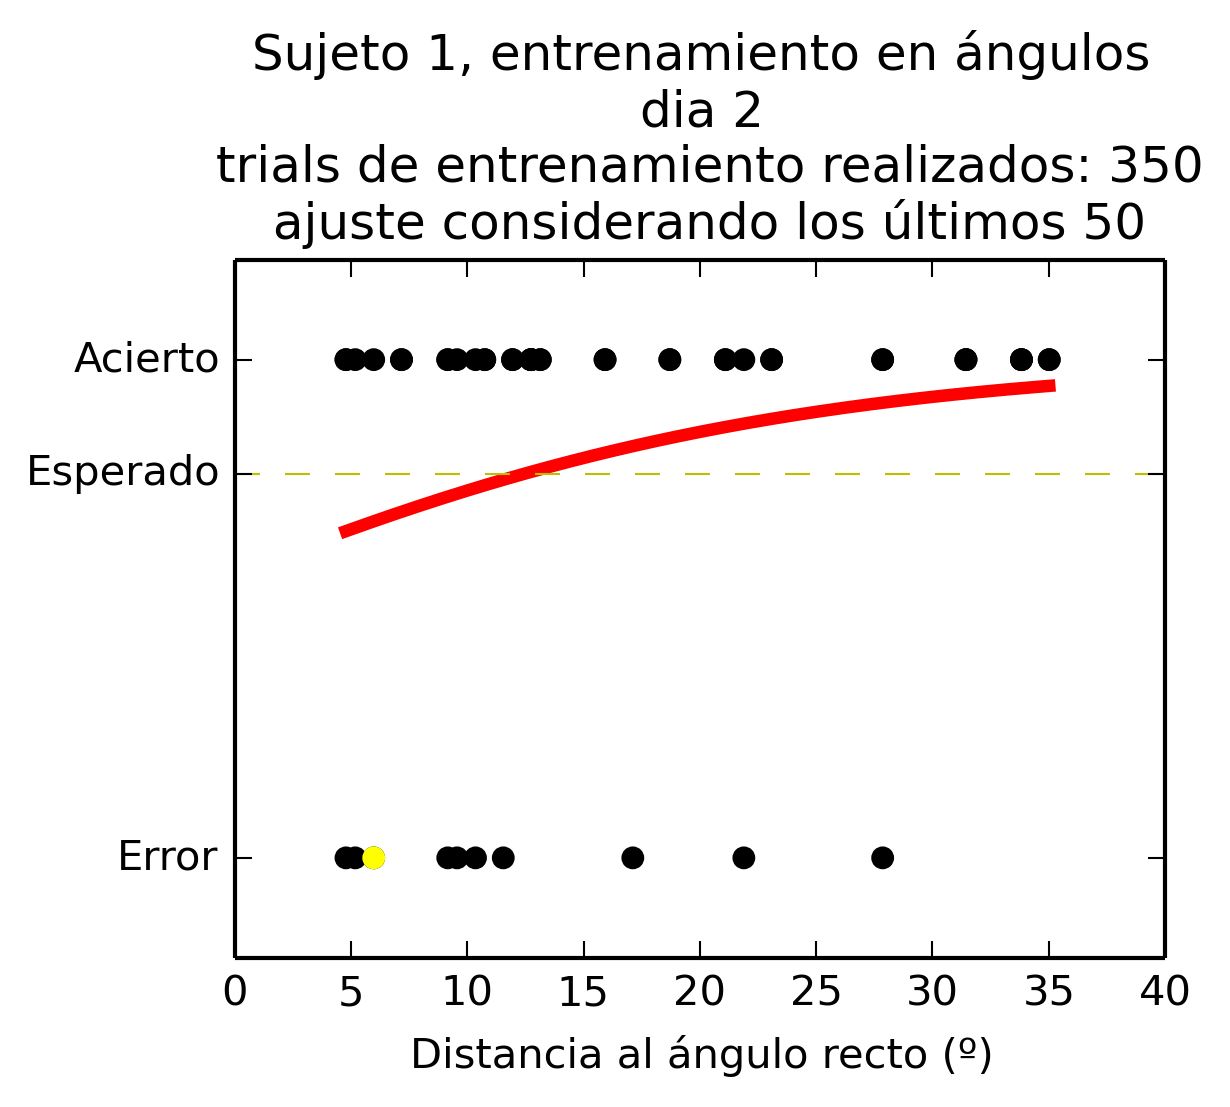 Sujeto 1, entrenamiento en ángulos
dia 2
trials de entrenamiento realizados: 350
ajuste considerando los últimos 50
Acierto
Esperado
Error
0 5 10 15 20 25 30 35 40
Distancia al ángulo recto (º)